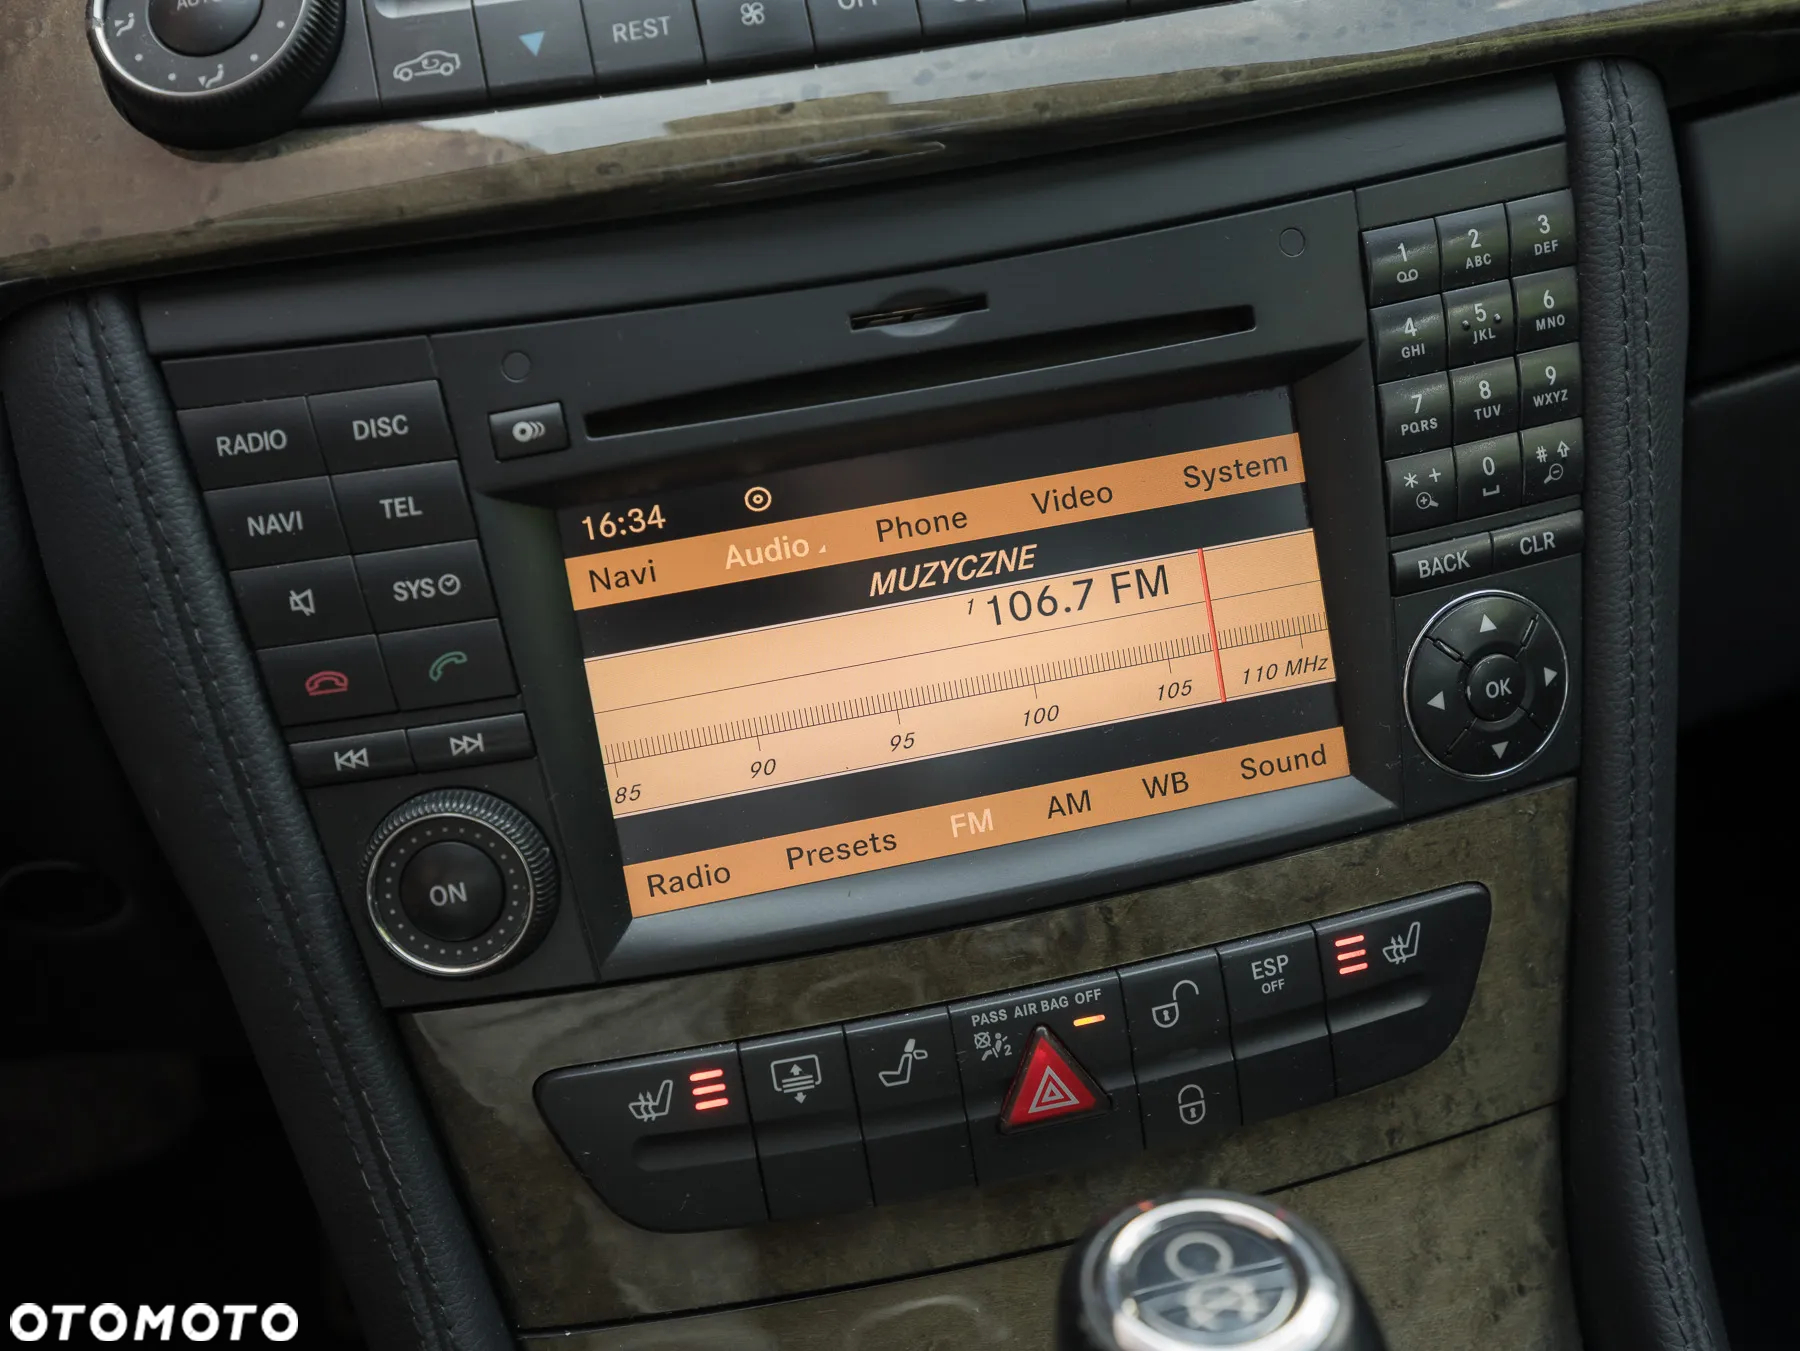 AUTO
REST
OFF
RADIO
DISC
NAVI
TEL
SYS
ON
1
2 ABC
3 DEF
4 GHI
5 JKL
6 MNO
7 PQRS
8 TUV
9 WXYZ
* +
0
#
BACK
CLR
OK
16:34
Navi Audio Phone Video System
MUZYCZNE
1 106.7 FM
85 90 95 100 105 110 MHz
Radio Presets FM AM WB Sound
PASS AIR BAG OFF
2
ESP
OFF
OTOMOTO